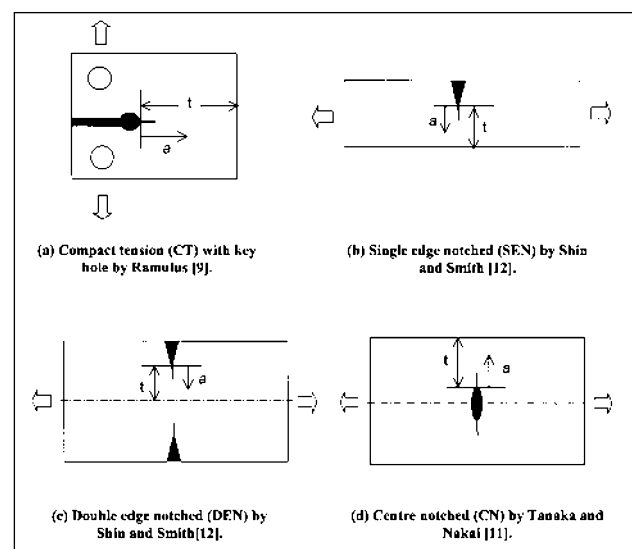 t
a
(a) Compact tension (CT) with key
hole by Ramulus [9].
a
t
(b) Single edge notched (SEN) by Shin
and Smith [12].
t
a
(c) Double edge notched (DEN) by
Shin and Smith[12].
t
a
(d) Centre notched (CN) by Tanaka and
Nakai [11].